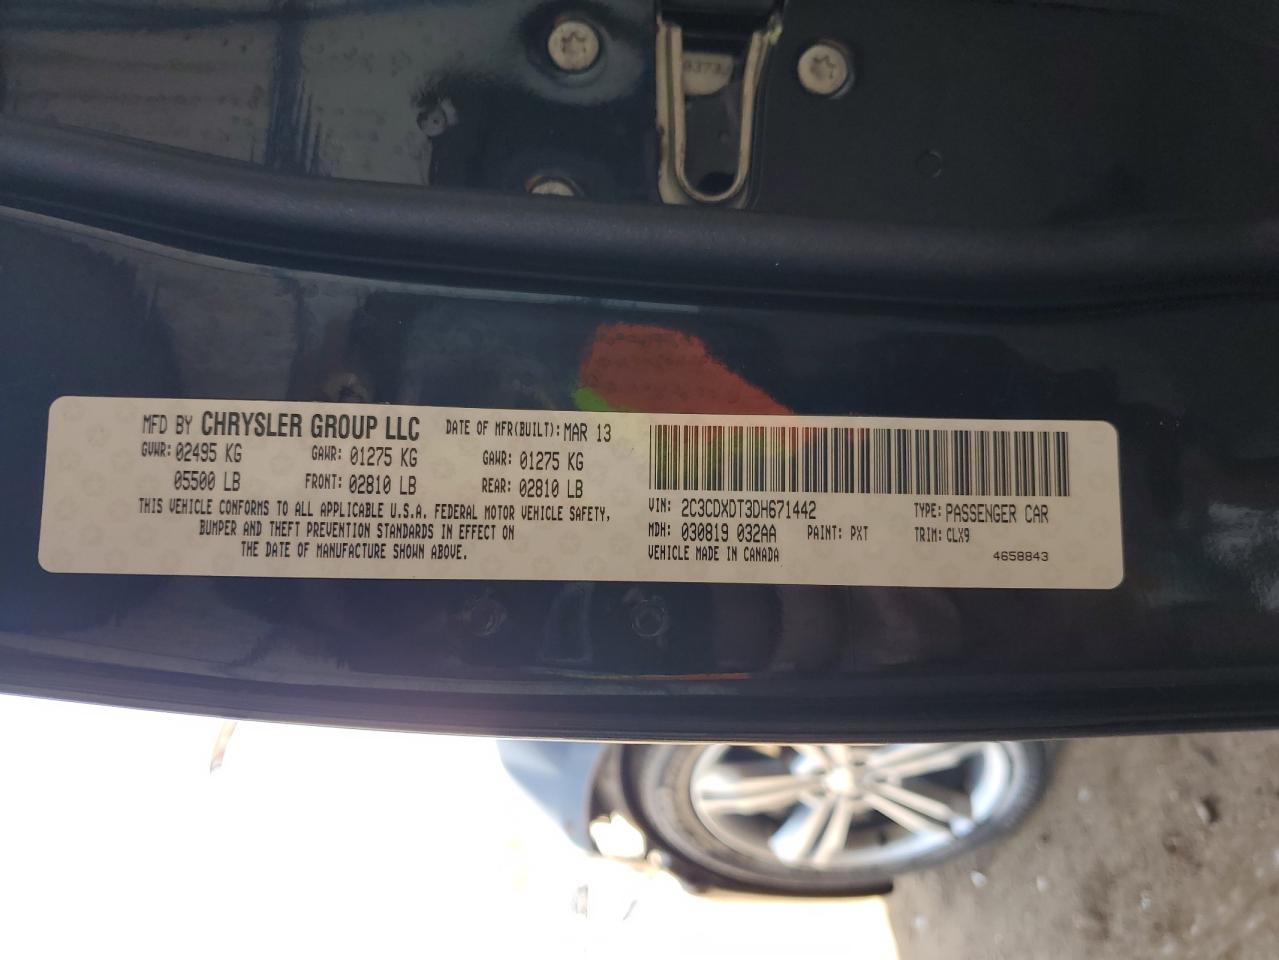 0373
MFD BY CHRYSLER GROUP LLC DATE OF MFR(BUILT): MAR 13
GVWR: 02495 KG GAWR: 01275 KG GAWR: 01275 KG
05500 LB FRONT: 02810 LB REAR: 02810 LB
THIS VEHICLE CONFORMS TO ALL APPLICABLE U.S.A. FEDERAL MOTOR VEHICLE SAFETY,
BUMPER AND THEFT PREVENTION STANDARDS IN EFFECT ON
THE DATE OF MANUFACTURE SHOWN ABOVE.
VIN: 2C3CDXDT3DH671442 TYPE: PASSENGER CAR
MDH: 030819 032AA PAINT: PXT TRIM: CLX9
VEHICLE MADE IN CANADA 4658843